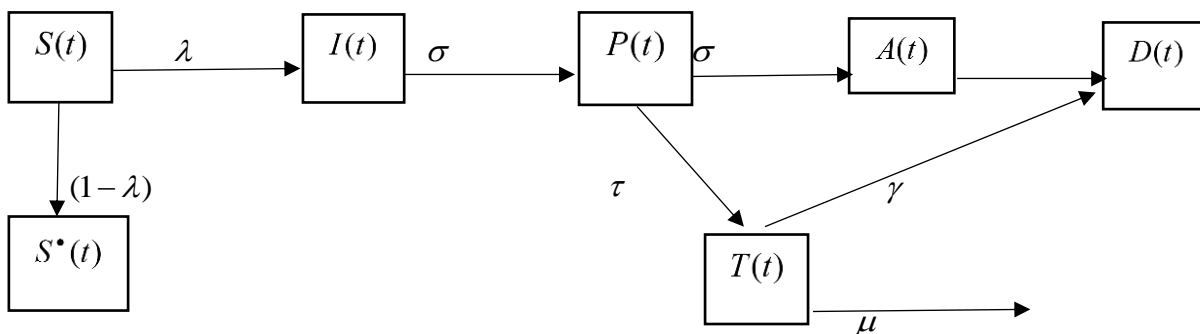 S(t) λ I(t) σ P(t) σ A(t) D(t)
(1−λ) τ γ
S•(t) T(t)
μ